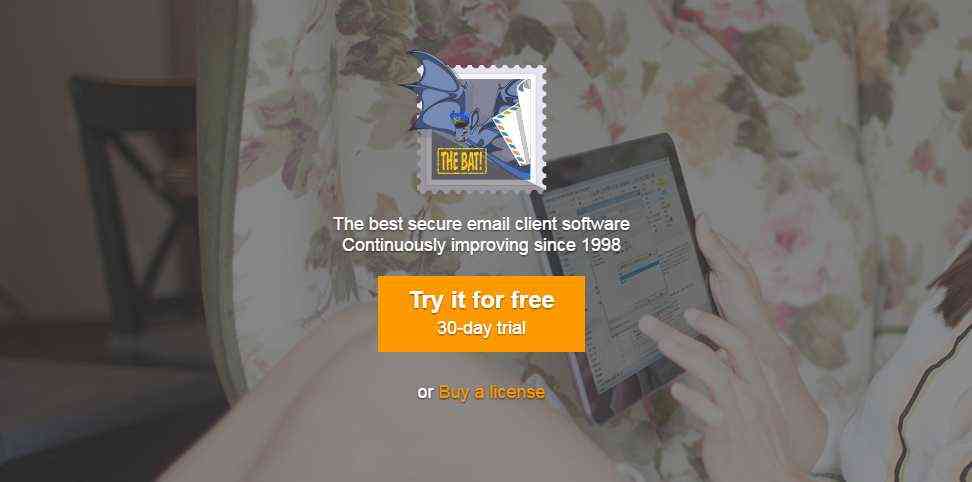 THE BAT!
The best secure email client software
Continuously improving since 1998
Try it for free
30-day trial
or Buy a license